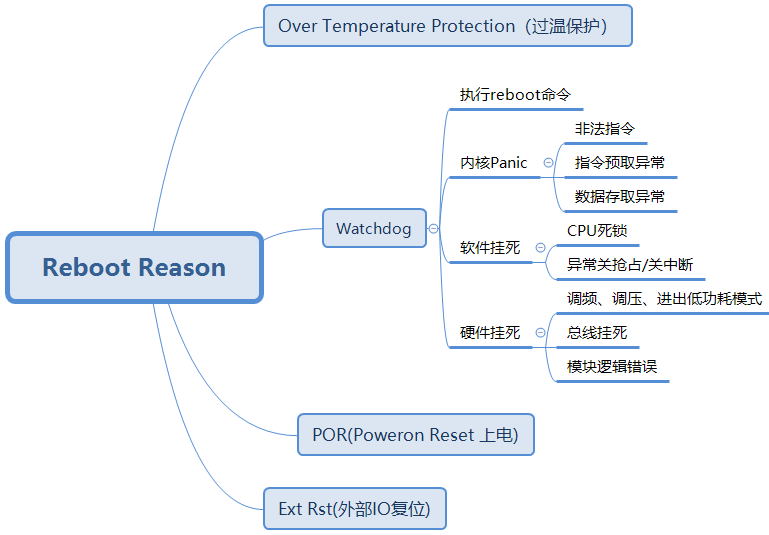 Over Temperature Protection（过温保护）
执行reboot命令
非法指令
内核Panic
指令预取异常
数据存取异常
Watchdog
CPU死锁
软件挂死
异常关抢占/关中断
Reboot Reason
调频、调压、进出低功耗模式
硬件挂死
总线挂死
模块逻辑错误
POR(Poweron Reset 上电)
Ext Rst(外部IO复位)